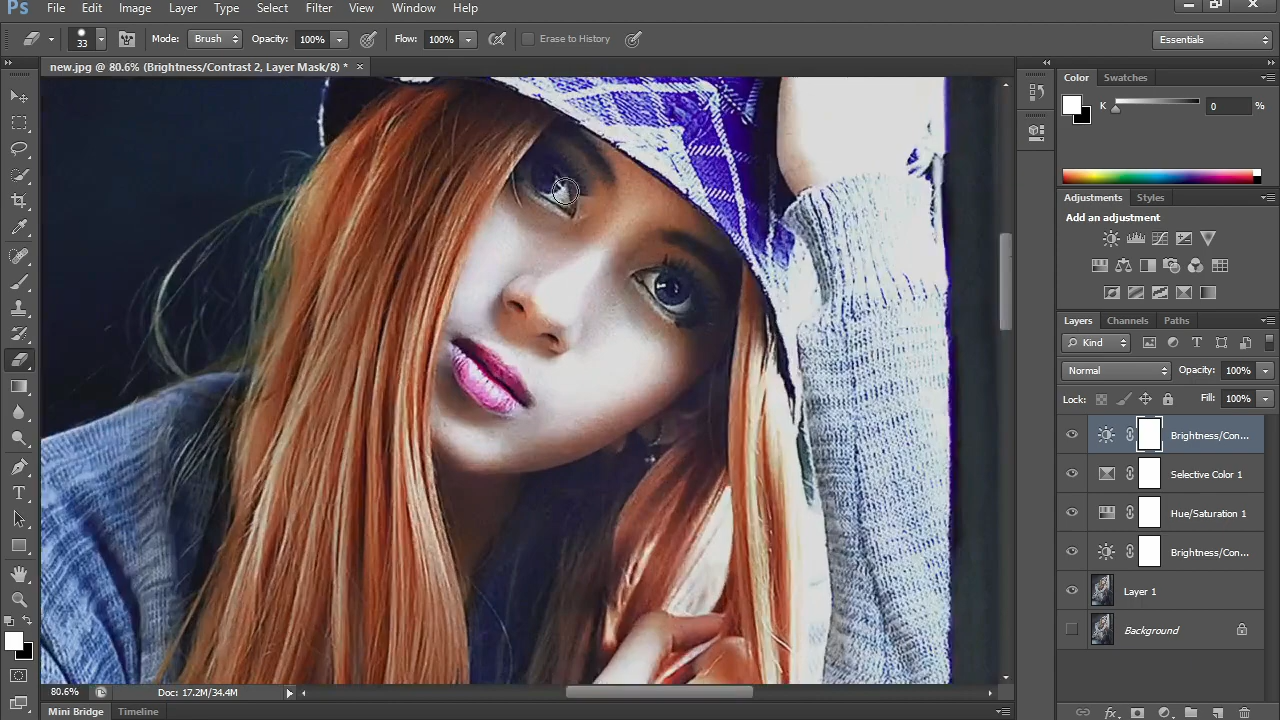 Ps File Edit Image Layer Type Select Filter View Window Help
33 Mode: Brush Opacity: 100% Flow: 100% Erase to History Essentials
new.jpg @ 80.6% (Brightness/Contrast 2, Layer Mask/8) * ×
Color Swatches
K 0 %
Adjustments Styles
Add an adjustment
Layers Channels Paths
Kind
Normal Opacity: 100%
Lock: Fill: 100%
Brightness/Con...
Selective Color 1
Hue/Saturation 1
Brightness/Con...
Layer 1
Background
80.6% Doc: 17.2M/34.4M
Mini Bridge Timeline
fx